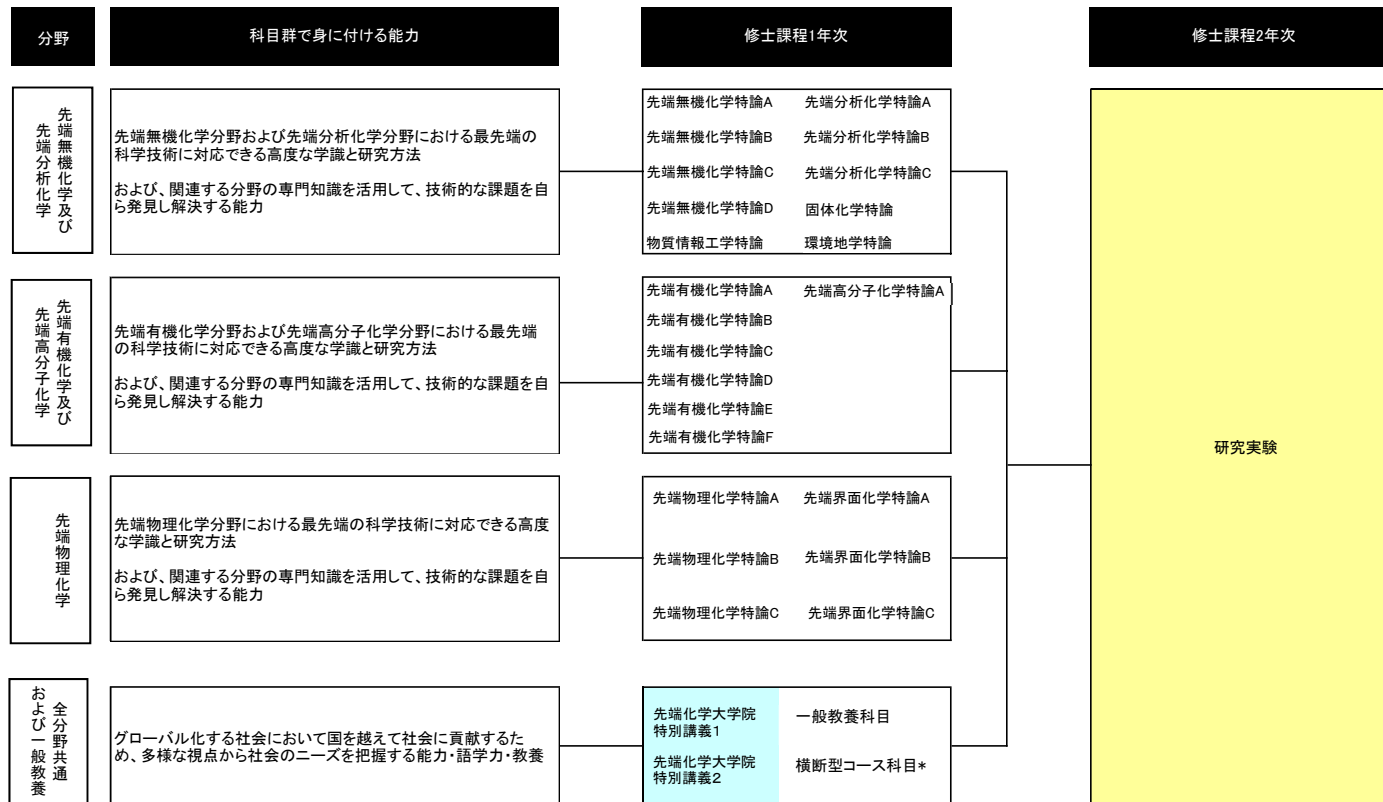 分野
科目群で身に付ける能力
修士課程1年次
修士課程2年次
先端無機化学及び
先端分析化学
先端無機化学分野および先端分析化学分野における最先端の
科学技術に対応できる高度な学識と研究方法
および、関連する分野の専門知識を活用して、技術的な課題を自
ら発見し解決する能力
先端無機化学特論A 先端分析化学特論A
先端無機化学特論B 先端分析化学特論B
先端無機化学特論C 先端分析化学特論C
先端無機化学特論D 固体化学特論
物質情報工学特論 環境地学特論
先端有機化学及び
先端高分子化学
先端有機化学分野および先端高分子化学分野における最先端
の科学技術に対応できる高度な学識と研究方法
および、関連する分野の専門知識を活用して、技術的な課題を自
ら発見し解決する能力
先端有機化学特論A 先端高分子化学特論A
先端有機化学特論B
先端有機化学特論C
先端有機化学特論D
先端有機化学特論E
先端有機化学特論F
先端物理化学
先端物理化学分野における最先端の科学技術に対応できる高度
な学識と研究方法
および、関連する分野の専門知識を活用して、技術的な課題を自
ら発見し解決する能力
先端物理化学特論A 先端界面化学特論A
先端物理化学特論B 先端界面化学特論B
先端物理化学特論C 先端界面化学特論C
全分野共通
および一般教養
グローバル化する社会において国を越えて社会に貢献するた
め、多様な視点から社会のニーズを把握する能力・語学力・教養
先端化学大学院
特別講義1
一般教養科目
先端化学大学院
特別講義2
横断型コース科目*
研究実験